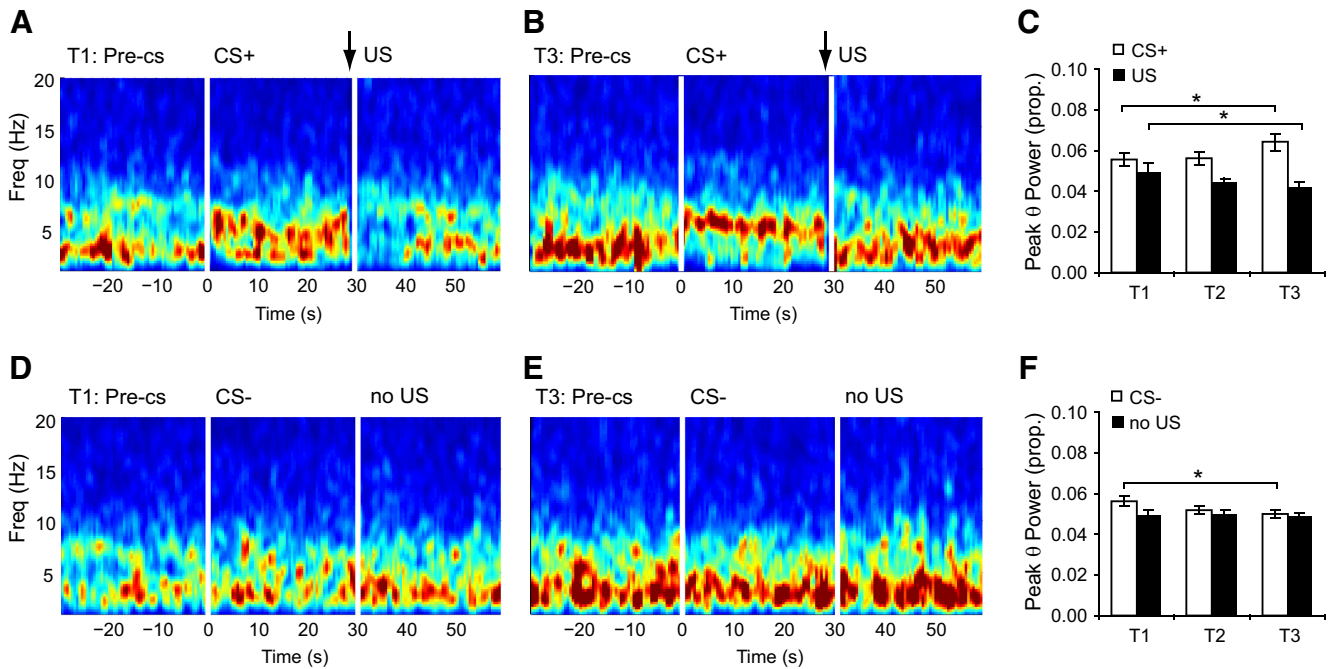 A
T1: Pre-cs CS+ US
Freq (Hz)
20
15
10
5
−20 −10 0 10 20 30 40 50
Time (s)
B
T3: Pre-cs CS+ US
−20 −10 0 10 20 30 40 50
Time (s)
C
CS+
US
Peak θ Power (prop.)
0.10
0.08
0.06
0.04
0.02
0.00
*
*
T1 T2 T3
D
T1: Pre-cs CS- no US
Freq (Hz)
20
15
10
5
−20 −10 0 10 20 30 40 50
Time (s)
E
T3: Pre-cs CS- no US
−20 −10 0 10 20 30 40 50
Time (s)
F
CS-
no US
Peak θ Power (prop.)
0.10
0.08
0.06
0.04
0.02
0.00
*
T1 T2 T3